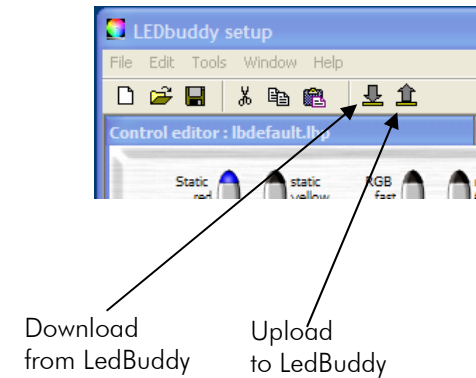 LEDbuddy setup
File Edit Tools Window Help
Control editor : lbdefault.lbp
Static static RGB
red yellow fast
Download
from LedBuddy
Upload
to LedBuddy